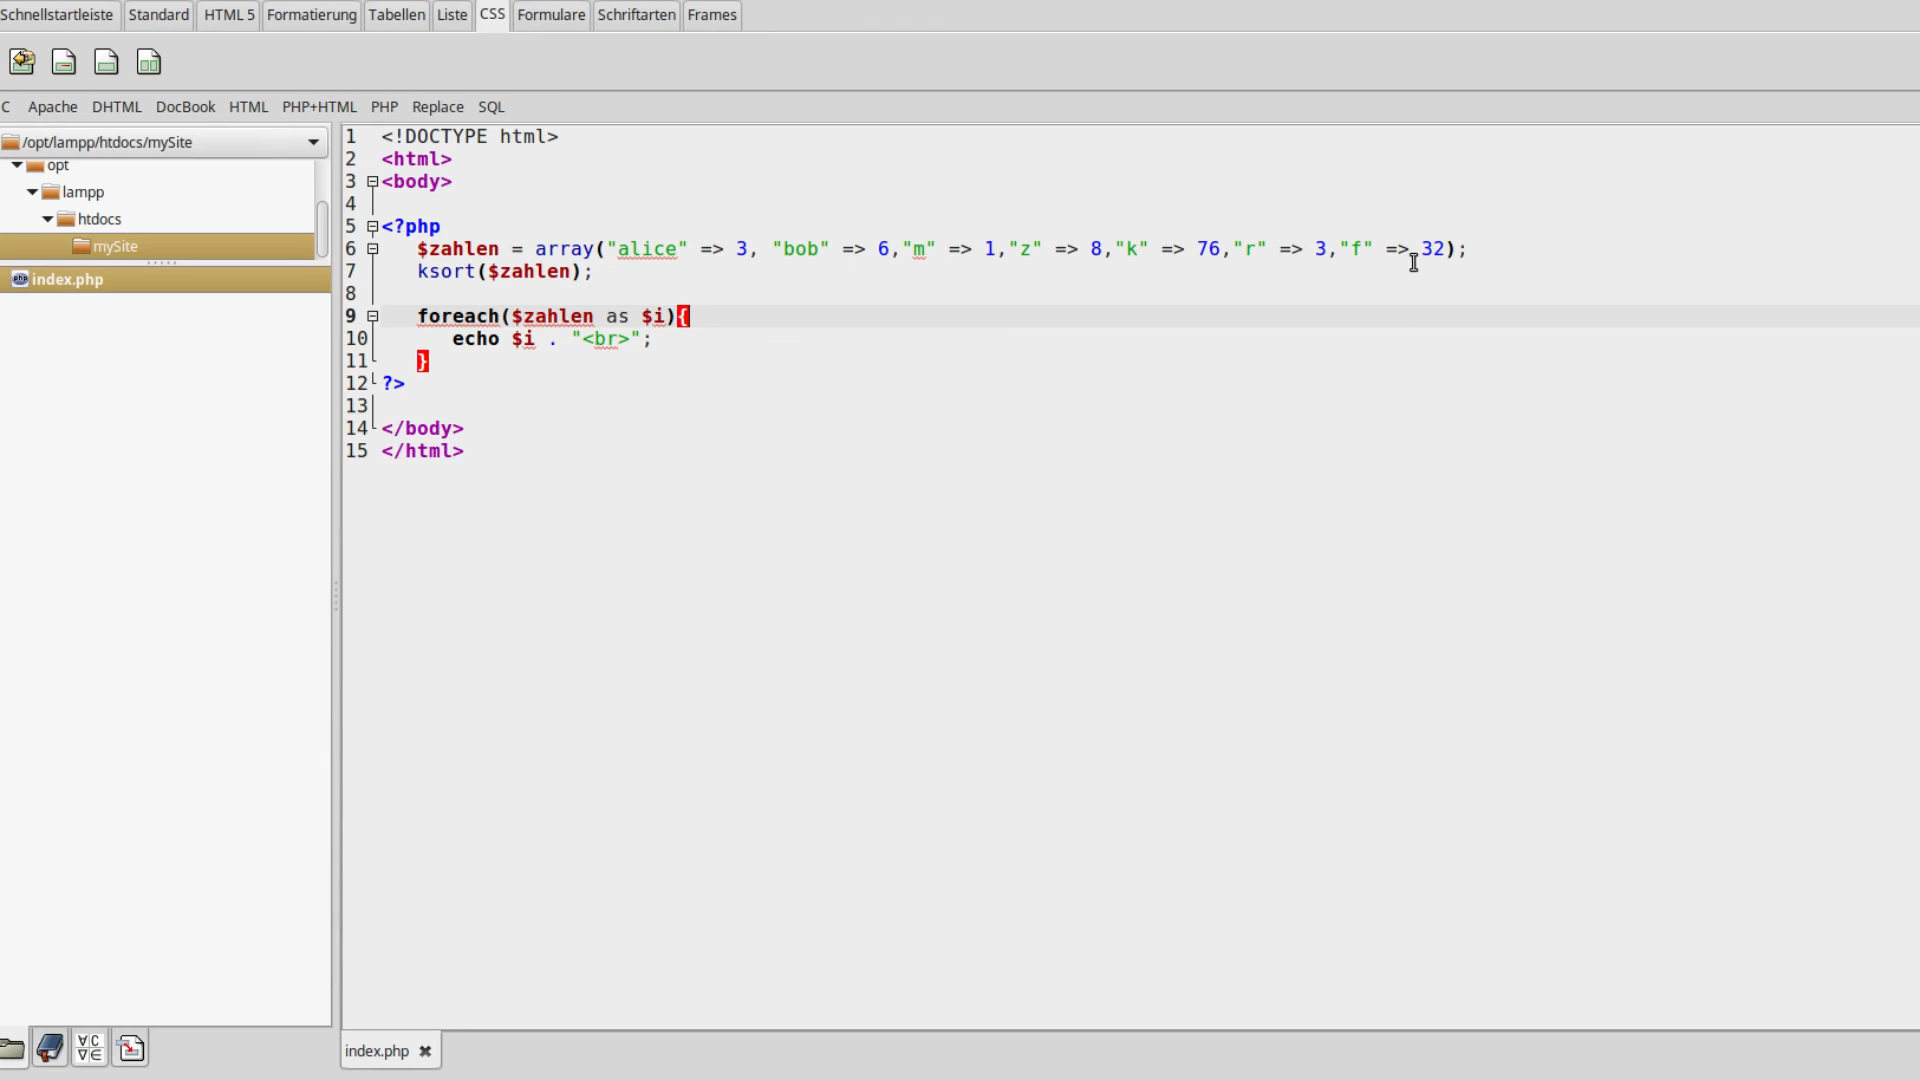 Schnellstartleiste Standard HTML 5 Formatierung Tabellen Liste CSS Formulare Schriftarten Frames
C Apache DHTML DocBook HTML PHP+HTML PHP Replace SQL
/opt/lampp/htdocs/mySite
opt
lampp
htdocs
mySite
index.php
1 <!DOCTYPE html>
2 <html>
3 <body>
4
5 <?php
6 $zahlen = array("alice" => 3, "bob" => 6,"m" => 1,"z" => 8,"k" => 76,"r" => 3,"f" => 32);
7 ksort($zahlen);
8
9 foreach($zahlen as $i){
10 echo $i . "<br>";
11 }
12 ?>
13
14 </body>
15 </html>
∀C
∇∈
index.php